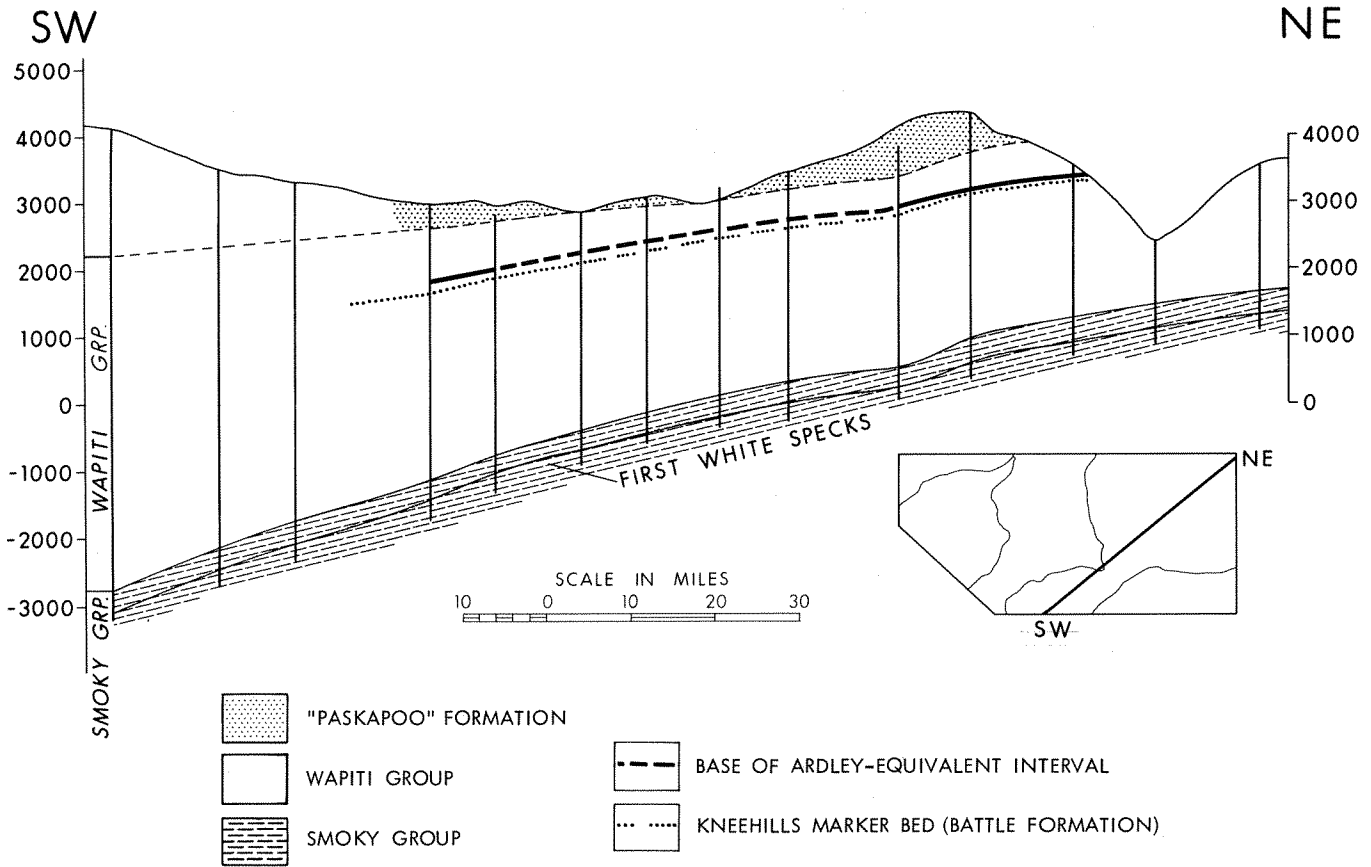 SW
NE
5000
4000
3000
2000
1000
0
-1000
-2000
-3000
WAPITI GRP.
SMOKY GRP.
4000
3000
2000
1000
0
FIRST WHITE SPECKS
SCALE IN MILES
10 0 10 20 30
NE
SW
"PASKAPOO" FORMATION
WAPITI GROUP
SMOKY GROUP
BASE OF ARDLEY-EQUIVALENT INTERVAL
KNEEHILLS MARKER BED (BATTLE FORMATION)